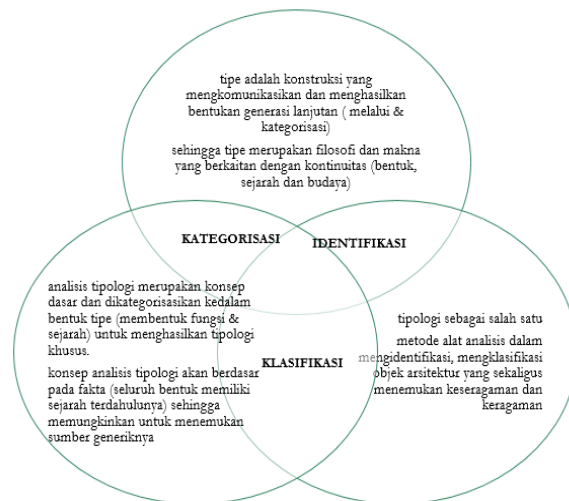 tipe adalah konstruksi yang
mengkomunikasikan dan menghasilkan
bentukan generasi lanjutan ( melalui &
kategorisasi)
sehingga tipe merupakan filosofi dan makna
yang berkaitan dengan kontinuitas (bentuk,
sejarah dan budaya)
KATEGORISASI
IDENTIFIKASI
analisis tipologi merupakan konsep
dasar dan dikategorisasikan kedalam
bentuk tipe (membentuk fungsi &
sejarah) untuk menghasilkan tipologi
khusus.
konsep analisis tipologi akan berdasar
pada fakta (seluruh bentuk memiliki
sejarah terdahulunya) sehingga
memungkinkan untuk menemukan
sumber generiknya
KLASIFIKASI
tipologi sebagai salah satu
metode alat analisis dalam
mengidentifikasi, mengklasifikasi
objek arsitektur yang sekaligus
menemukan keseragaman dan
keragaman